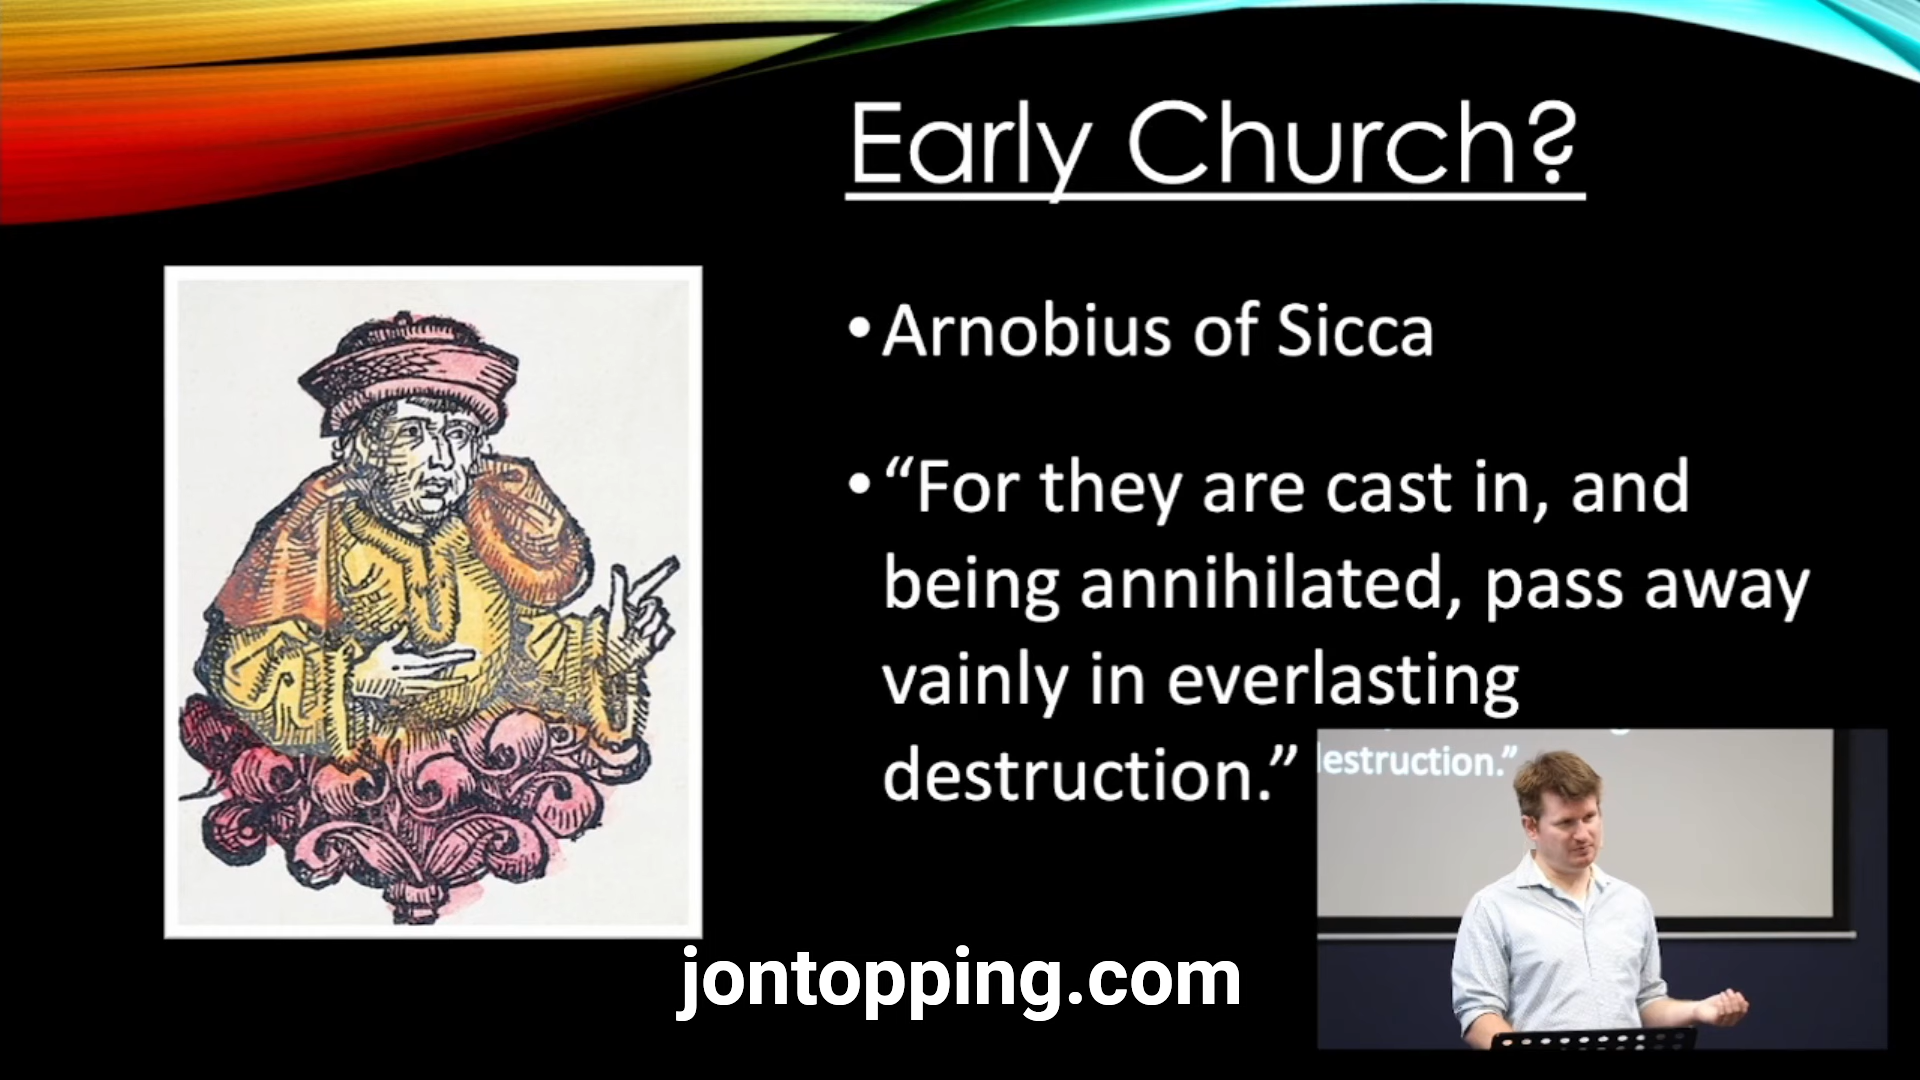 Early Church?
•Arnobius of Sicca
•“For they are cast in, and
being annihilated, pass away
vainly in everlasting
destruction.”
destruction.”
jontopping.com